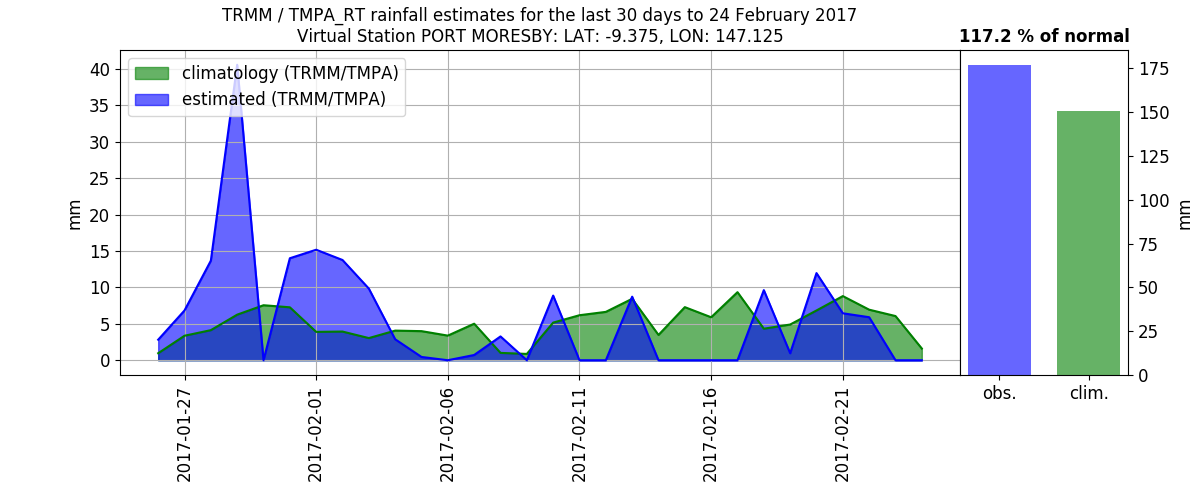 TRMM / TMPA_RT rainfall estimates for the last 30 days to 24 February 2017
Virtual Station PORT MORESBY: LAT: -9.375, LON: 147.125
117.2 % of normal
climatology (TRMM/TMPA)
estimated (TRMM/TMPA)
mm
40
35
30
25
20
15
10
5
0
2017-01-27
2017-02-01
2017-02-06
2017-02-11
2017-02-16
2017-02-21
175
150
125
100
75
50
25
0
mm
obs.
clim.